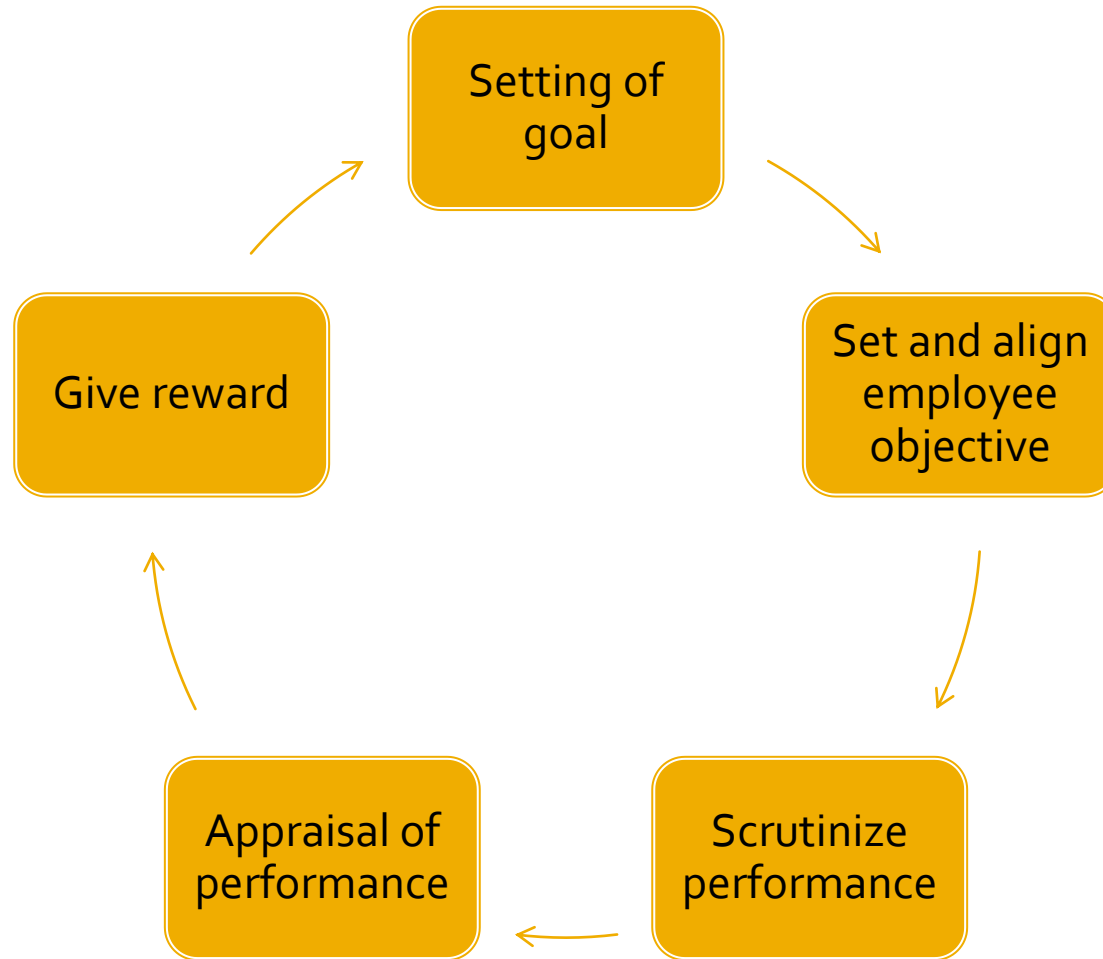 Setting of
goal
Set and align
employee
objective
Scrutinize
performance
Appraisal of
performance
Give reward